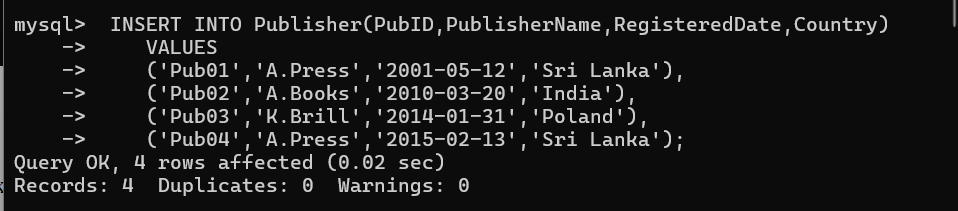 mysql>  INSERT INTO Publisher(PubID,PublisherName,RegisteredDate,Country)
    ->     VALUES
    ->     ('Pub01','A.Press','2001-05-12','Sri Lanka'),
    ->     ('Pub02','A.Books','2010-03-20','India'),
    ->     ('Pub03','K.Brill','2014-01-31','Poland'),
    ->     ('Pub04','A.Press','2015-02-13','Sri Lanka');
Query OK, 4 rows affected (0.02 sec)
Records: 4  Duplicates: 0  Warnings: 0